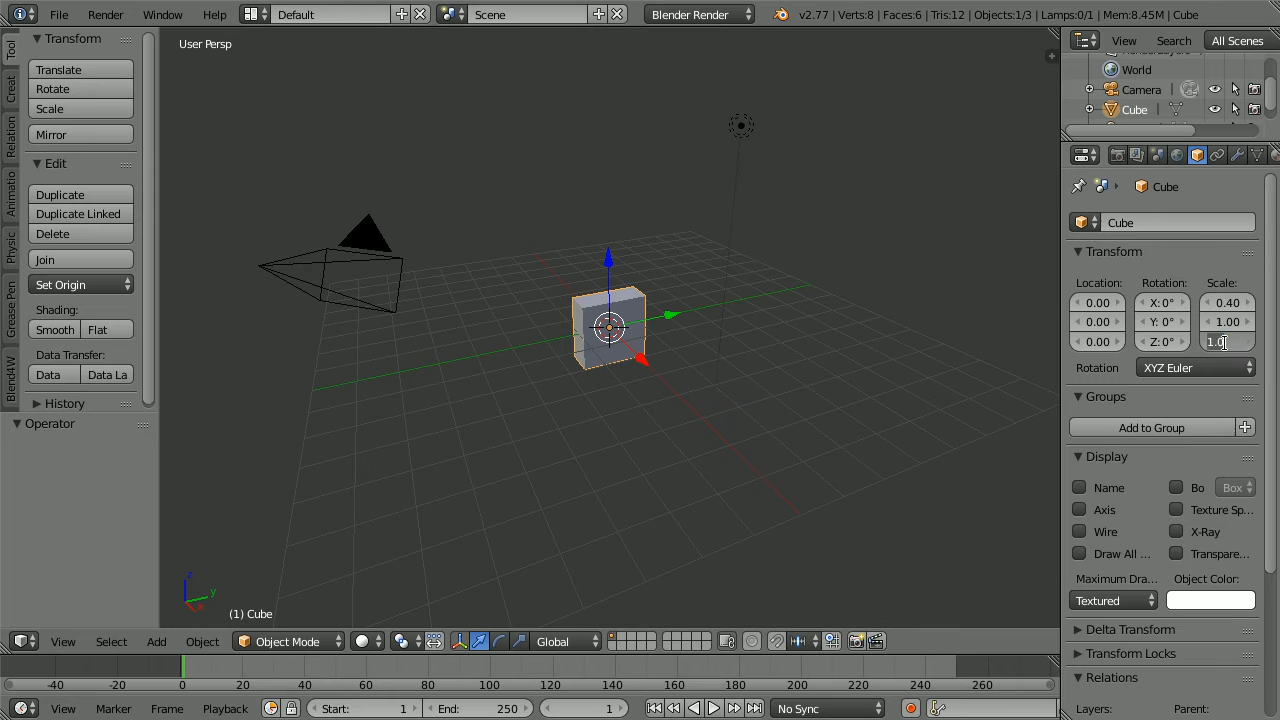 File Render Window Help Default Scene Blender Render v2.77 | Verts:8 | Faces:6 | Tris:12 | Objects:1/3 | Lamps:0/1 | Mem:8.45M | Cube
Tool
Creat
Relation
Animatio
Physic
Grease Pen
Blend4W
Transform
Translate
Rotate
Scale
Mirror
Edit
Duplicate
Duplicate Linked
Delete
Join
Set Origin
Shading:
Smooth Flat
Data Transfer:
Data Data La
History
Operator
User Persp
z
y
x
(1) Cube
View Select Add Object Object Mode Global
-40 -20 0 20 40 60 80 100 120 140 160 180 200 220 240 260
View Marker Frame Playback Start: 1 End: 250 1 No Sync
View Search All Scenes
World
Camera
Cube
Cube
Cube
Transform
Location: Rotation: Scale:
0.00 X: 0° 0.40
0.00 Y: 0° 1.00
0.00 Z: 0° 1.0
Rotation XYZ Euler
Groups
Add to Group
Display
Name Bo Box
Axis Texture Sp...
Wire X-Ray
Draw All ... Transpare...
Maximum Dra... Object Color:
Textured
Delta Transform
Transform Locks
Relations
Layers: Parent: